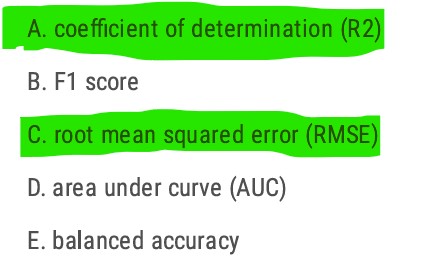 A. coefficient of determination (R2)
B. F1 score
C. root mean squared error (RMSE)
D. area under curve (AUC)
E. balanced accuracy